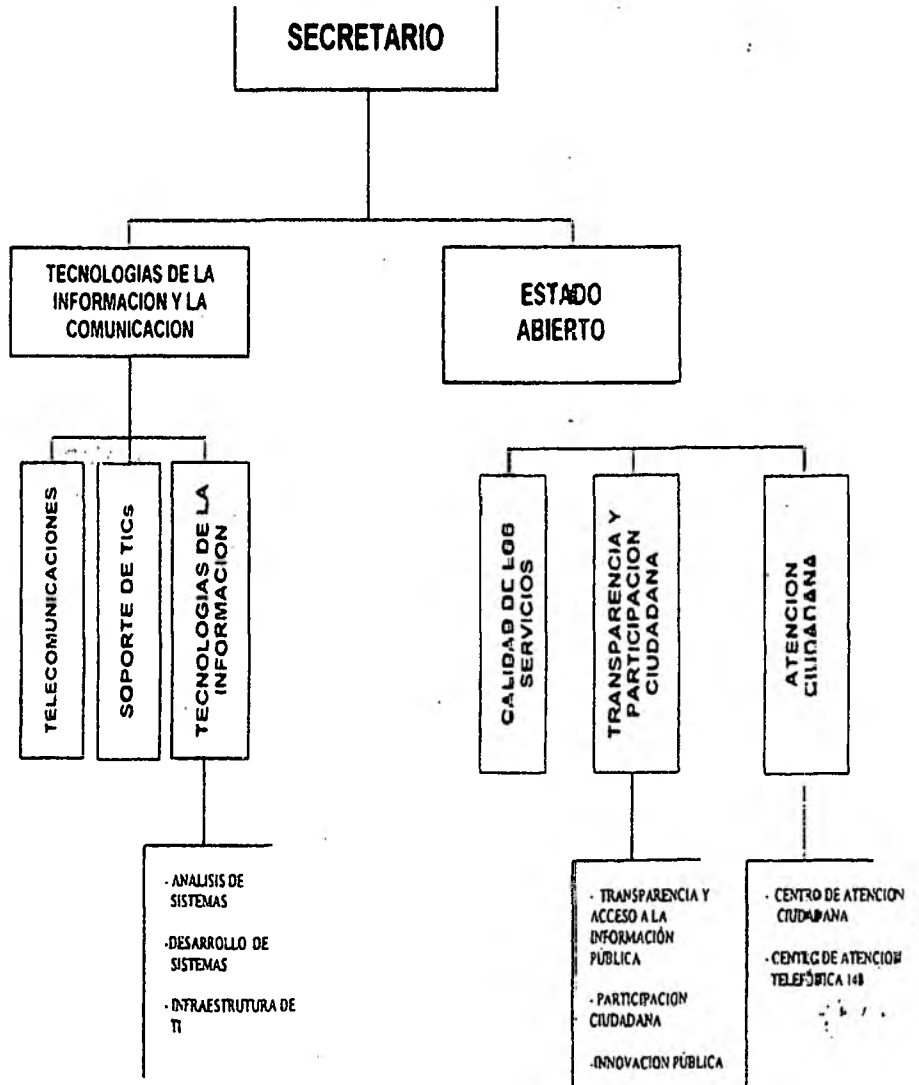 SECRETARIO
TECNOLOGIAS DE LA
INFORMACION Y LA
COMUNICACION
ESTADO
ABIERTO
TELECOMUNICACIONES
SOPORTE DE TICs
TECNOLOGIAS DE LA
INFORMACION
CALIDAD DE LOS
SERVICIOS
TRANSPARENCIA Y
PARTICIPACION
CIUDADANA
ATENCION
CIUDADANA
- ANALISIS DE
SISTEMAS
-DESARROLLO DE
SISTEMAS
- INFRAESTRUTURA DE
TI
- TRANSPARENCIA Y
ACCESO A LA
INFORMACIÓN
PÚBLICA
- PARTICIPACION
CIUDADANA
-INNOVACION PÚBLICA
- CENTRO DE ATENCION
CIUDADANA
- CENTRO DE ATENCION
TELEFÓNICA